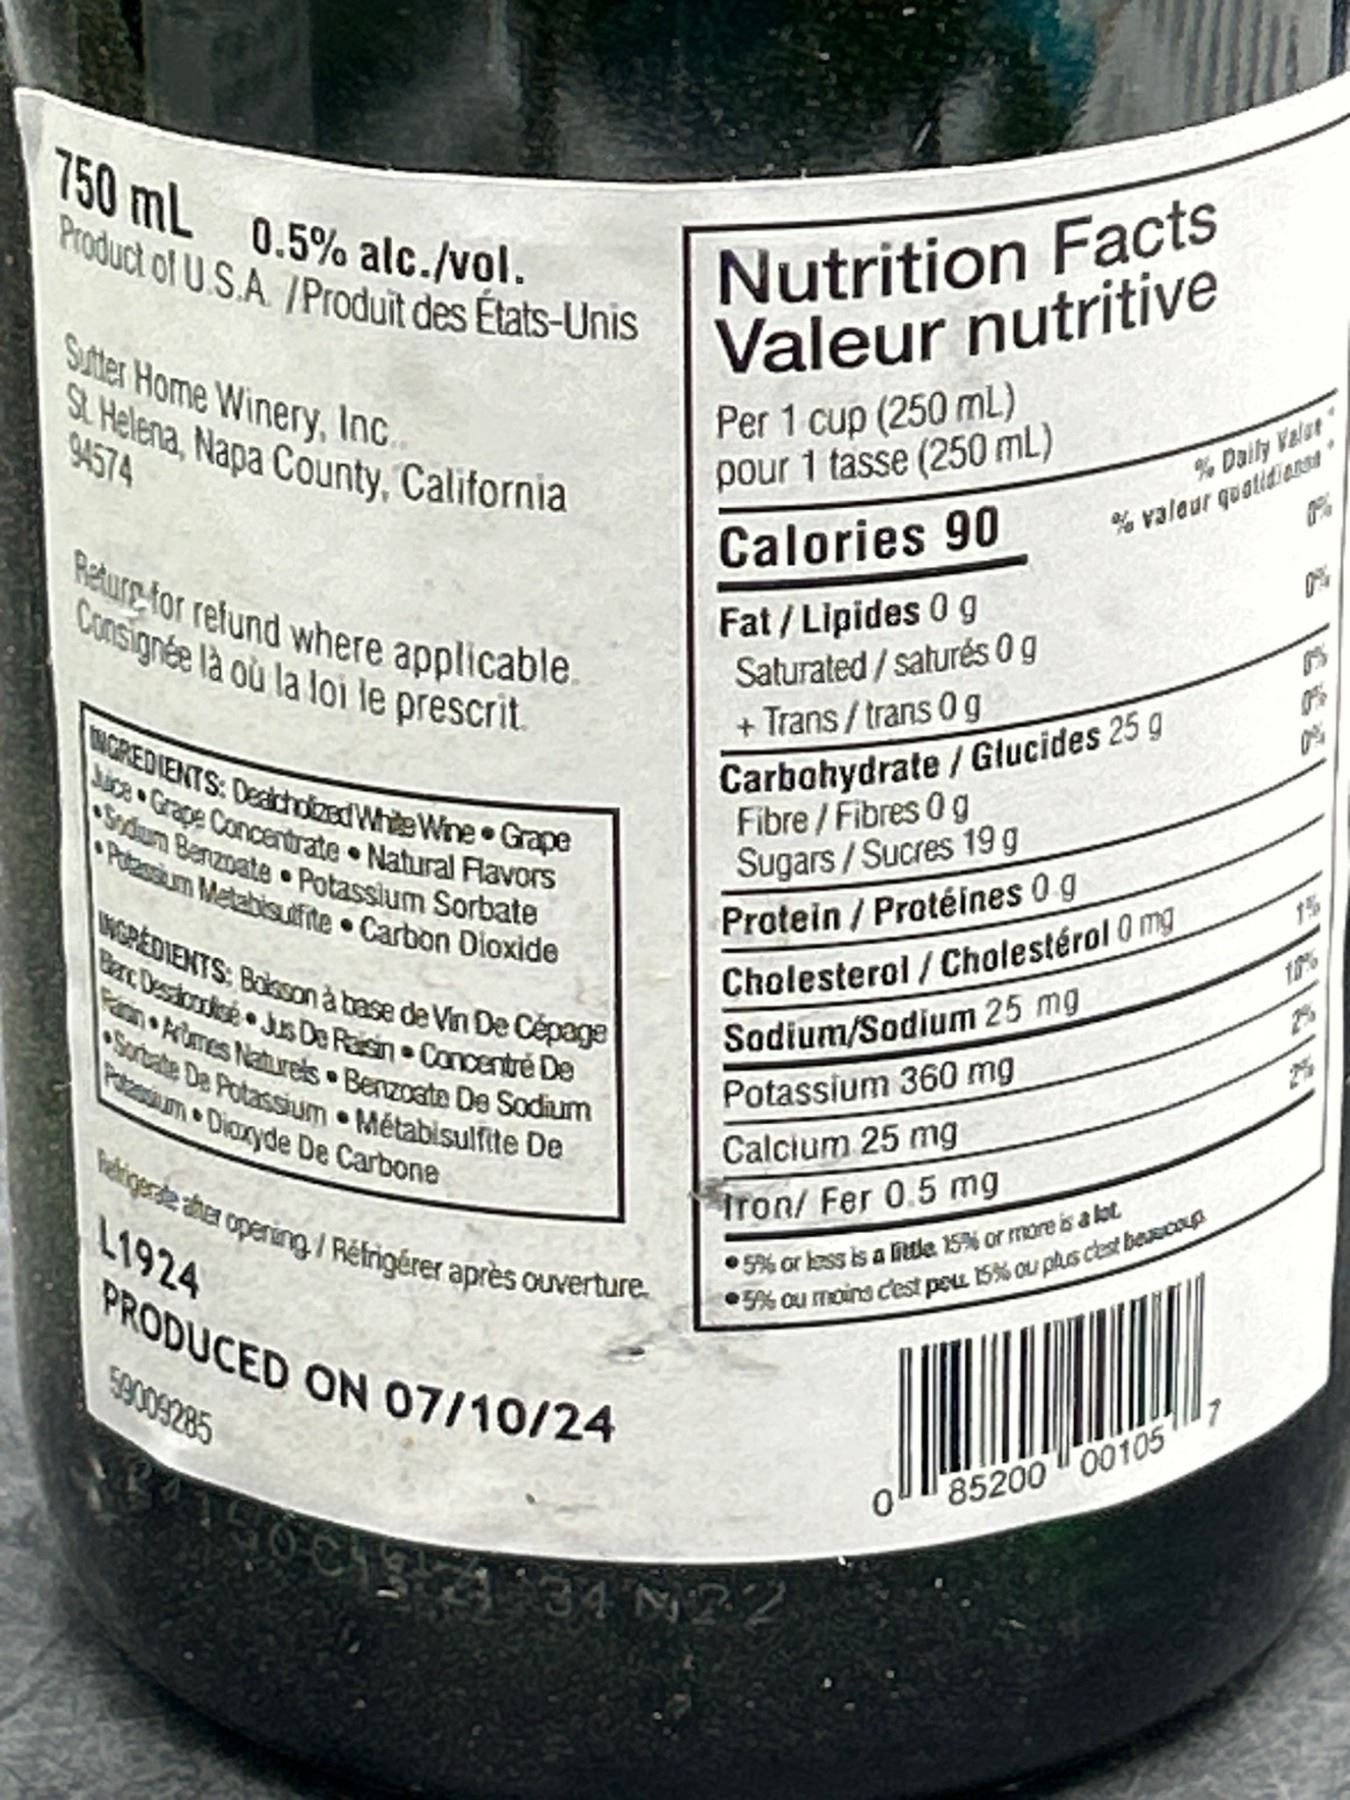 750 mL 0.5% alc./vol.
Product of U.S.A. / Produit des États-Unis
Sutter Home Winery, Inc.
St. Helena, Napa County, California
94574
Return for refund where applicable.
Consignée là où la loi le prescrit.
INGREDIENTS: Dealcholized White Wine • Grape
Juice • Grape Concentrate • Natural Flavors
• Sodium Benzoate • Potassium Sorbate
• Potassium Metabisulfite • Carbon Dioxide
INGRÉDIENTS: Boisson à base de Vin De Cépage
Blanc Desalcoolisé • Jus De Raisin • Concentré De
Raisin • Arômes Naturels • Benzoate De Sodium
• Sorbate De Potassium • Métabisulfite De
Potassium • Dioxyde De Carbone
Refrigerate after opening. / Réfrigérer après ouverture.
L1924
PRODUCED ON 07/10/24
59009285
Nutrition Facts
Valeur nutritive
Per 1 cup (250 mL)
pour 1 tasse (250 mL)
% Daily Value*
% valeur quotidienne*
Calories 90
Fat / Lipides 0 g 0%
Saturated / saturés 0 g
+ Trans / trans 0 g 0%
Carbohydrate / Glucides 25 g
Fibre / Fibres 0 g 0%
Sugars / Sucres 19 g 0%
Protein / Protéines 0 g 0%
Cholesterol / Cholestérol 0 mg
Sodium/Sodium 25 mg 1%
Potassium 360 mg 10%
Calcium 25 mg 2%
Iron/ Fer 0.5 mg 2%
• 5% or less is a little. 15% or more is a lot.
• 5% ou moins c'est peu. 15% ou plus c'est beaucoup.
0 85200 00105 7
34 N22